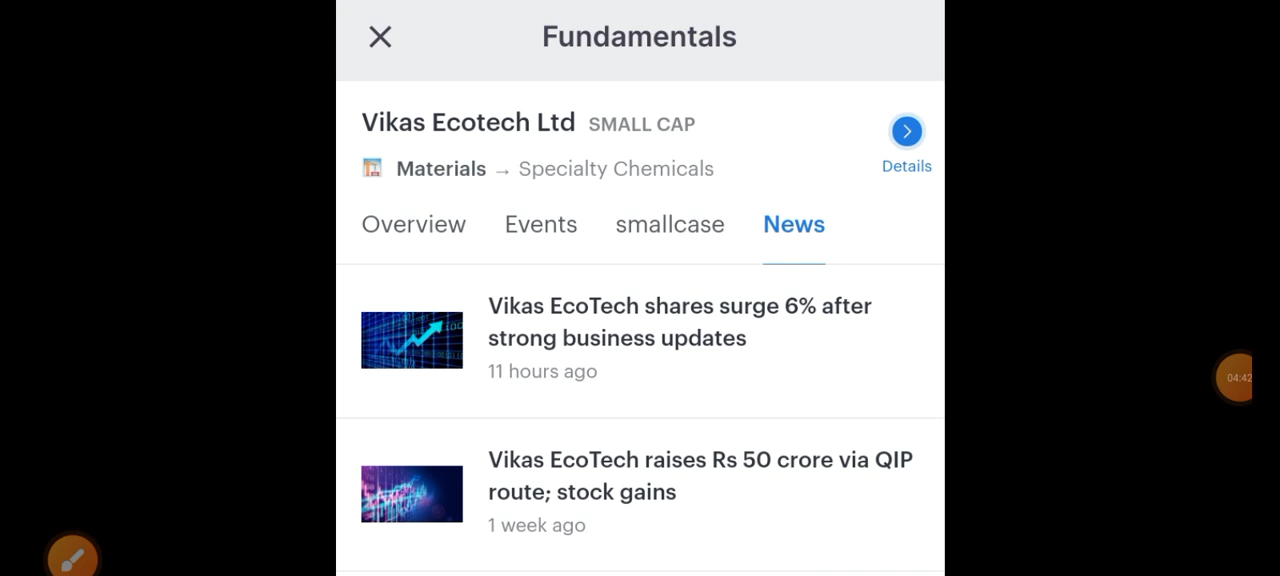 Fundamentals
Vikas Ecotech Ltd SMALL CAP
Materials → Specialty Chemicals
Details
Overview Events smallcase News
Vikas EcoTech shares surge 6% after
strong business updates
11 hours ago
Vikas EcoTech raises Rs 50 crore via QIP
route; stock gains
1 week ago
04:42